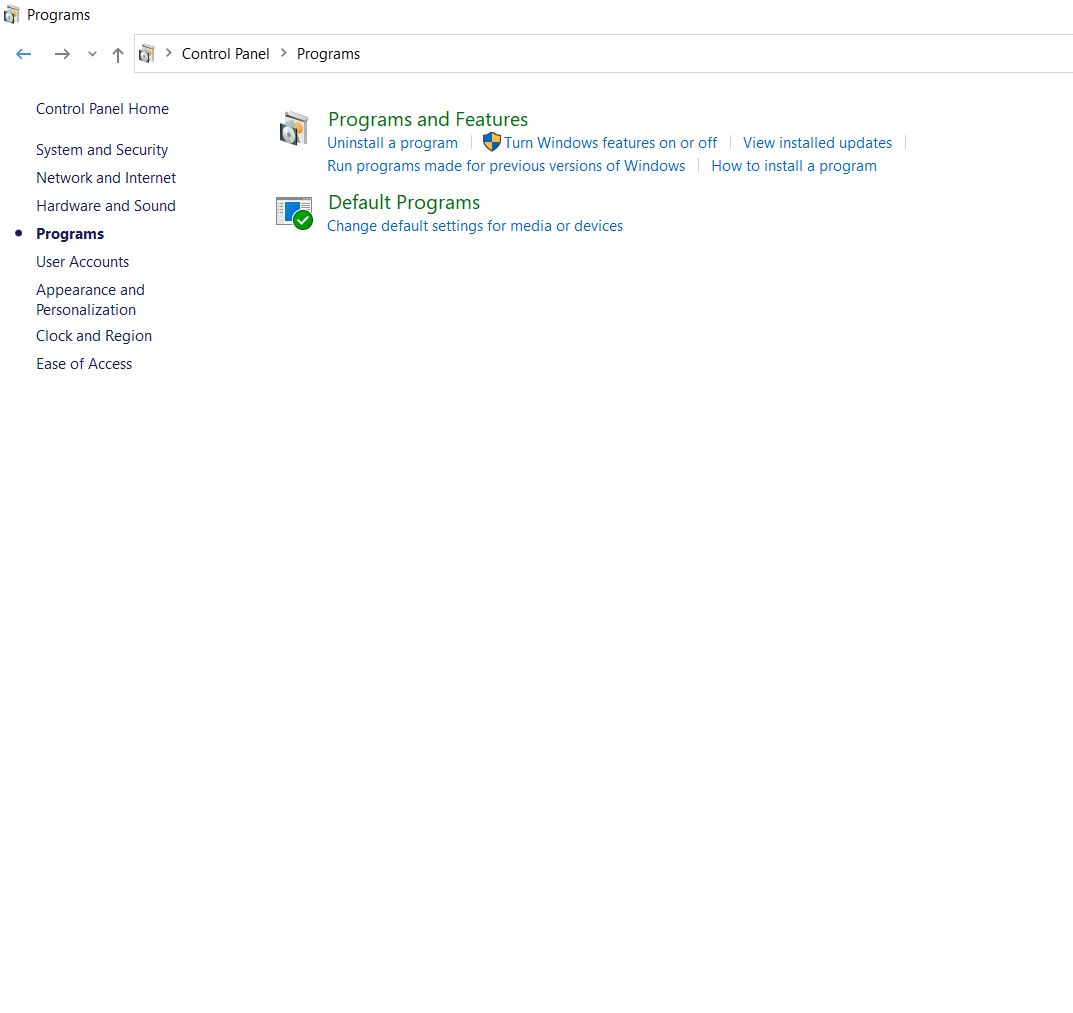 Programs
Control Panel Programs
Control Panel Home
System and Security
Network and Internet
Hardware and Sound
Programs
User Accounts
Appearance and
Personalization
Clock and Region
Ease of Access
Programs and Features
Uninstall a program Turn Windows features on or off View installed updates
Run programs made for previous versions of Windows How to install a program
Default Programs
Change default settings for media or devices